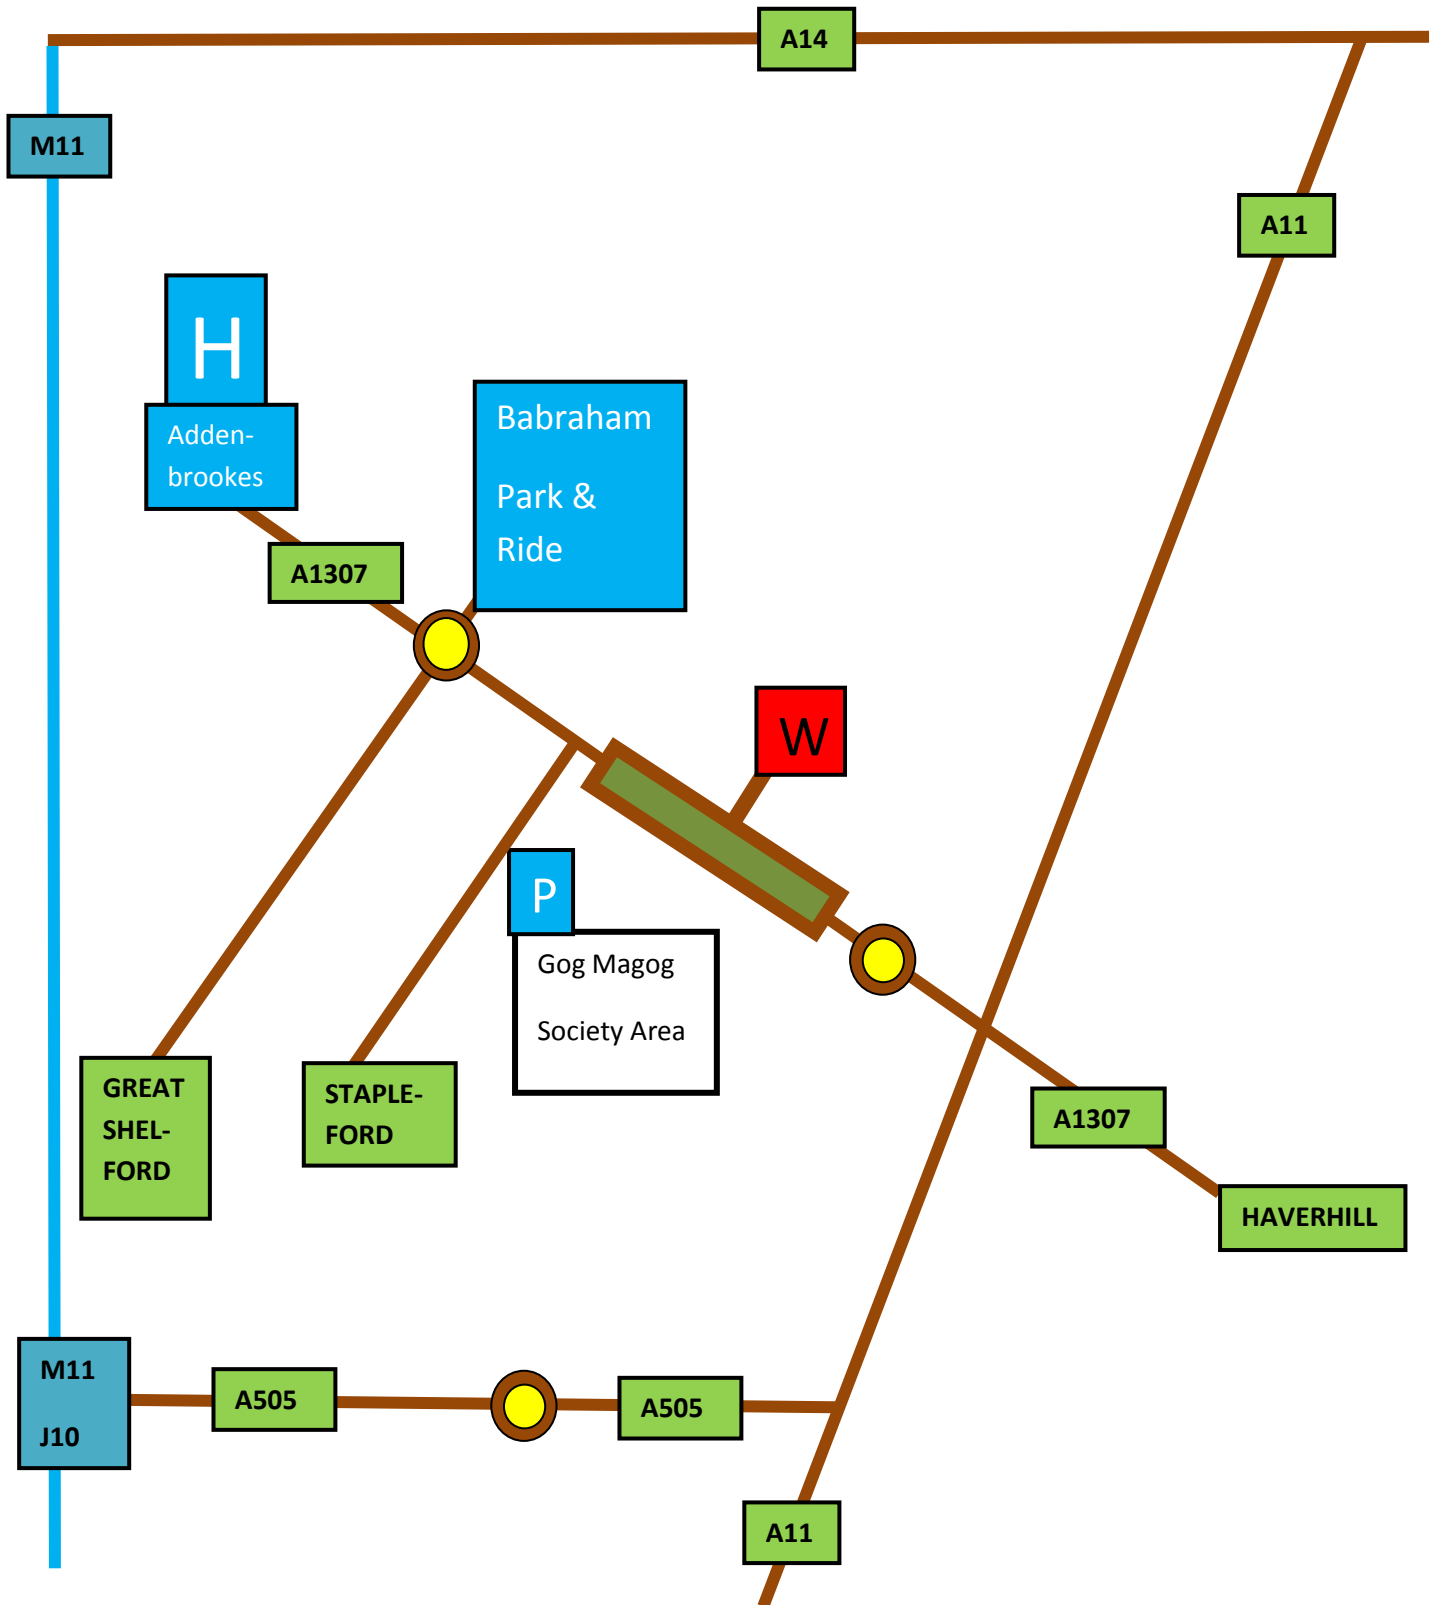 A14
M11
A11
H
Adden-
brookes
Babraham
Park &
Ride
A1307
W
P
Gog Magog
Society Area
GREAT
SHEL-
FORD
STAPLE-
FORD
A1307
HAVERHILL
M11
J10
A505
A505
A11